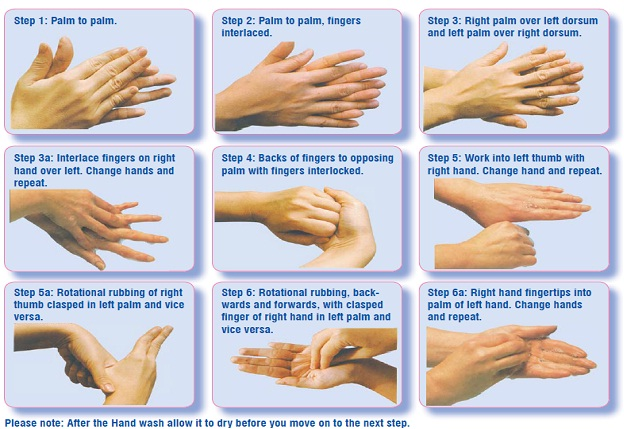 Step 1: Palm to palm.
Step 2: Palm to palm, fingers
interlaced.
Step 3: Right palm over left dorsum
and left palm over right dorsum.
Step 3a: Interlace fingers on right
hand over left. Change hands and
repeat.
Step 4: Backs of fingers to opposing
palm with fingers interlocked.
Step 5: Work into left thumb with
right hand. Change hand and repeat.
Step 5a: Rotational rubbing of right
thumb clasped in left palm and vice
versa.
Step 6: Rotational rubbing, back-
wards and forwards, with clasped
finger of right hand in left palm and
vice versa.
Step 6a: Right hand fingertips into
palm of left hand. Change hands
and repeat.
Please note: After the Hand wash allow it to dry before you move on to the next step.